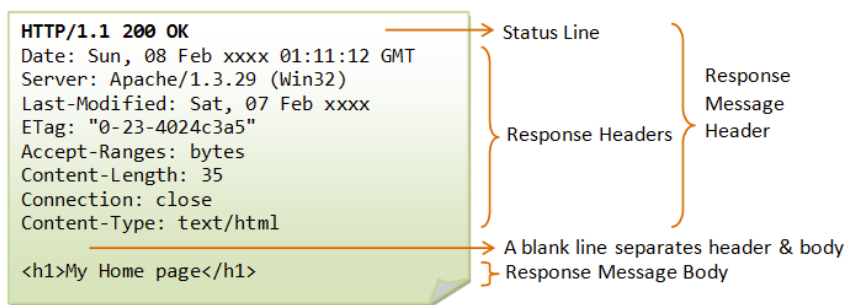 HTTP/1.1 200 OK
Date: Sun, 08 Feb xxxx 01:11:12 GMT
Server: Apache/1.3.29 (Win32)
Last-Modified: Sat, 07 Feb xxxx
ETag: "0-23-4024c3a5"
Accept-Ranges: bytes
Content-Length: 35
Connection: close
Content-Type: text/html
<h1>My Home page</h1>
Status Line
Response Headers
Response
Message
Header
A blank line separates header & body
Response Message Body